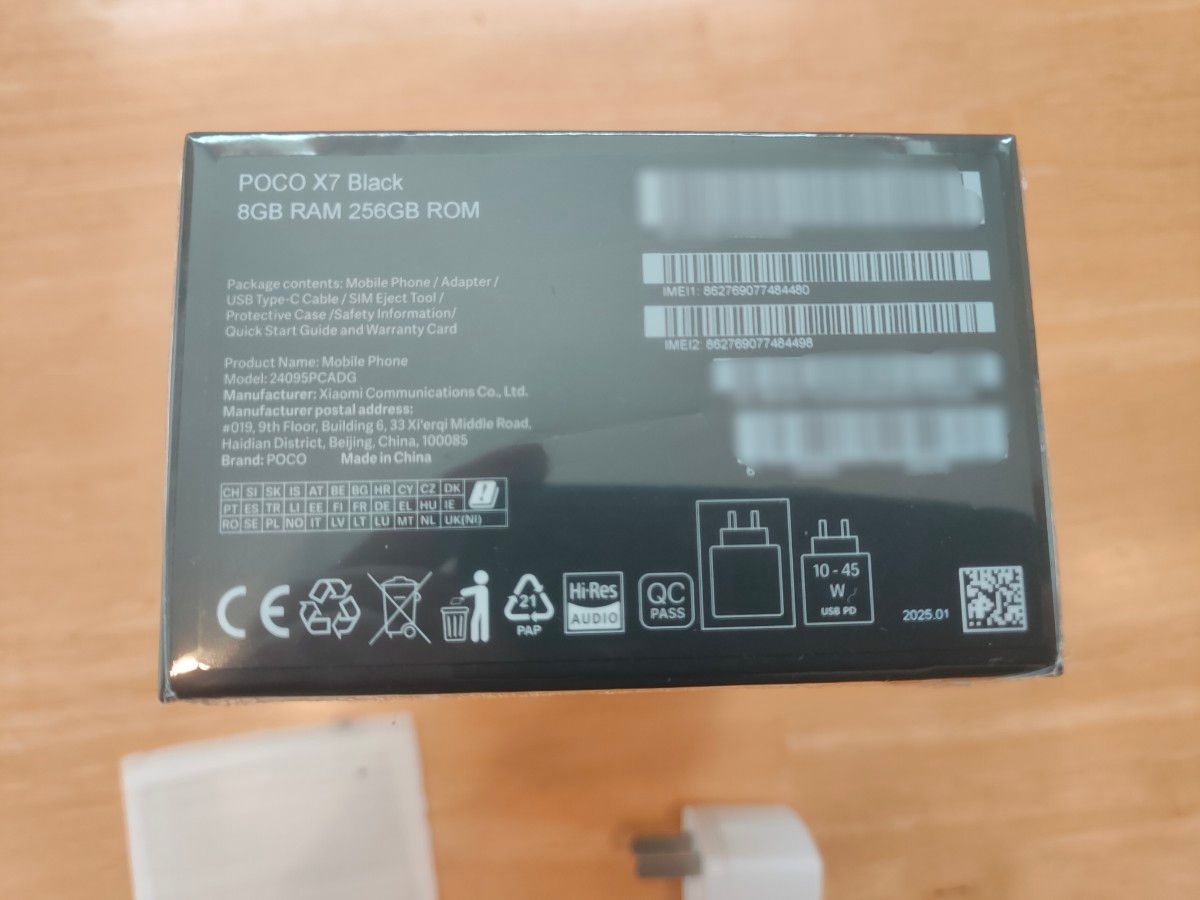 POCO X7 Black
8GB RAM 256GB ROM
Package contents: Mobile Phone / Adapter /
USB Type-C Cable / SIM Eject Tool /
Protective Case /Safety Information/
Quick Start Guide and Warranty Card
Product Name: Mobile Phone
Model: 24095PCADG
Manufacturer: Xiaomi Communications Co., Ltd.
Manufacturer postal address:
#019, 9th Floor, Building 6, 33 Xi'erqi Middle Road,
Haidian District, Beijing, China, 100085
Brand: POCO Made in China
IMEI1: 862769077484480
IMEI2: 862769077484498
CH SI SK IS AT BE BG HR CY CZ DK
PT ES TR LI EE FI FR DE EL HU IE
RO SE PL NO IT LV LT LU MT NL UK(NI)
CE
21
PAP
Hi-Res
AUDIO
QC
PASS
10 - 45
W
USB PD
2025.01